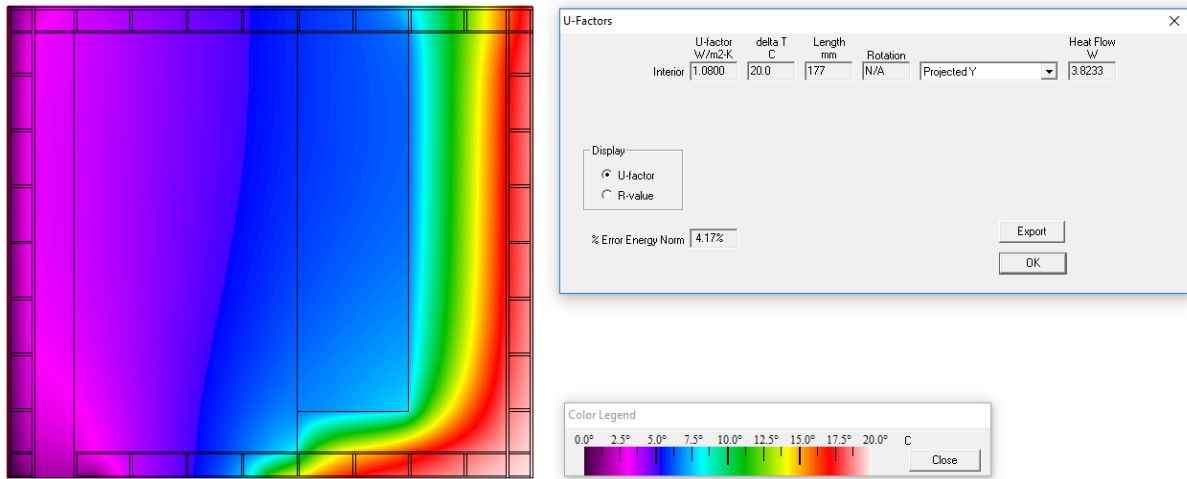 U-Factors
U-factor delta T Length Heat Flow
W/m2-K C mm Rotation W
Interior 1.0800 20.0 177 N/A Projected Y 3.8233
Display
U-factor
R-value
% Error Energy Norm 4.17%
Export
OK
Color Legend
0.0° 2.5° 5.0° 7.5° 10.0° 12.5° 15.0° 17.5° 20.0° C
Close